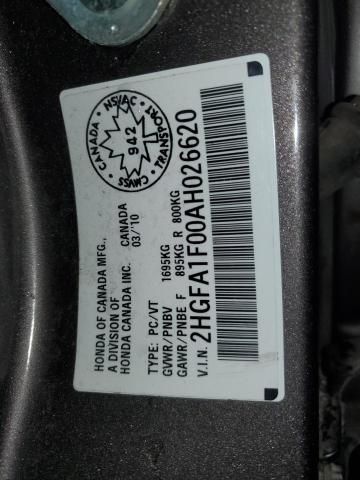 HONDA OF CANADA MFG.,
A DIVISION OF
HONDA CANADA INC. CANADA
03/'10
TYPE: PC/VT
GVWR/PNBV 1695KG
GAWR/PNBE F 895KG R 800KG
V.I.N. 2HGFA1F00AH026620
CANADA · NSVAC · TRANSPORT · CMVSS
942